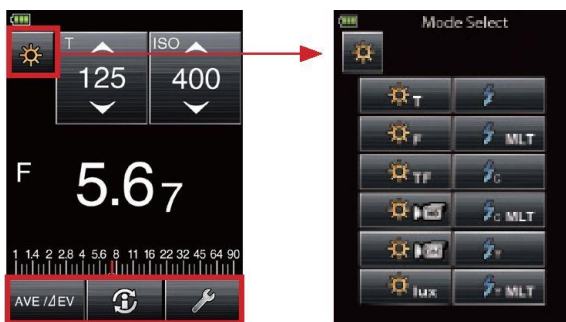 T
ISO
125
400
F
5.67
1 1.4 2 2.8 4 5.6 8 11 16 22 32 45 64 90
AVE /⊿EV
Mode Select
T
F
MLT
TF
C
C MLT
lux
MLT